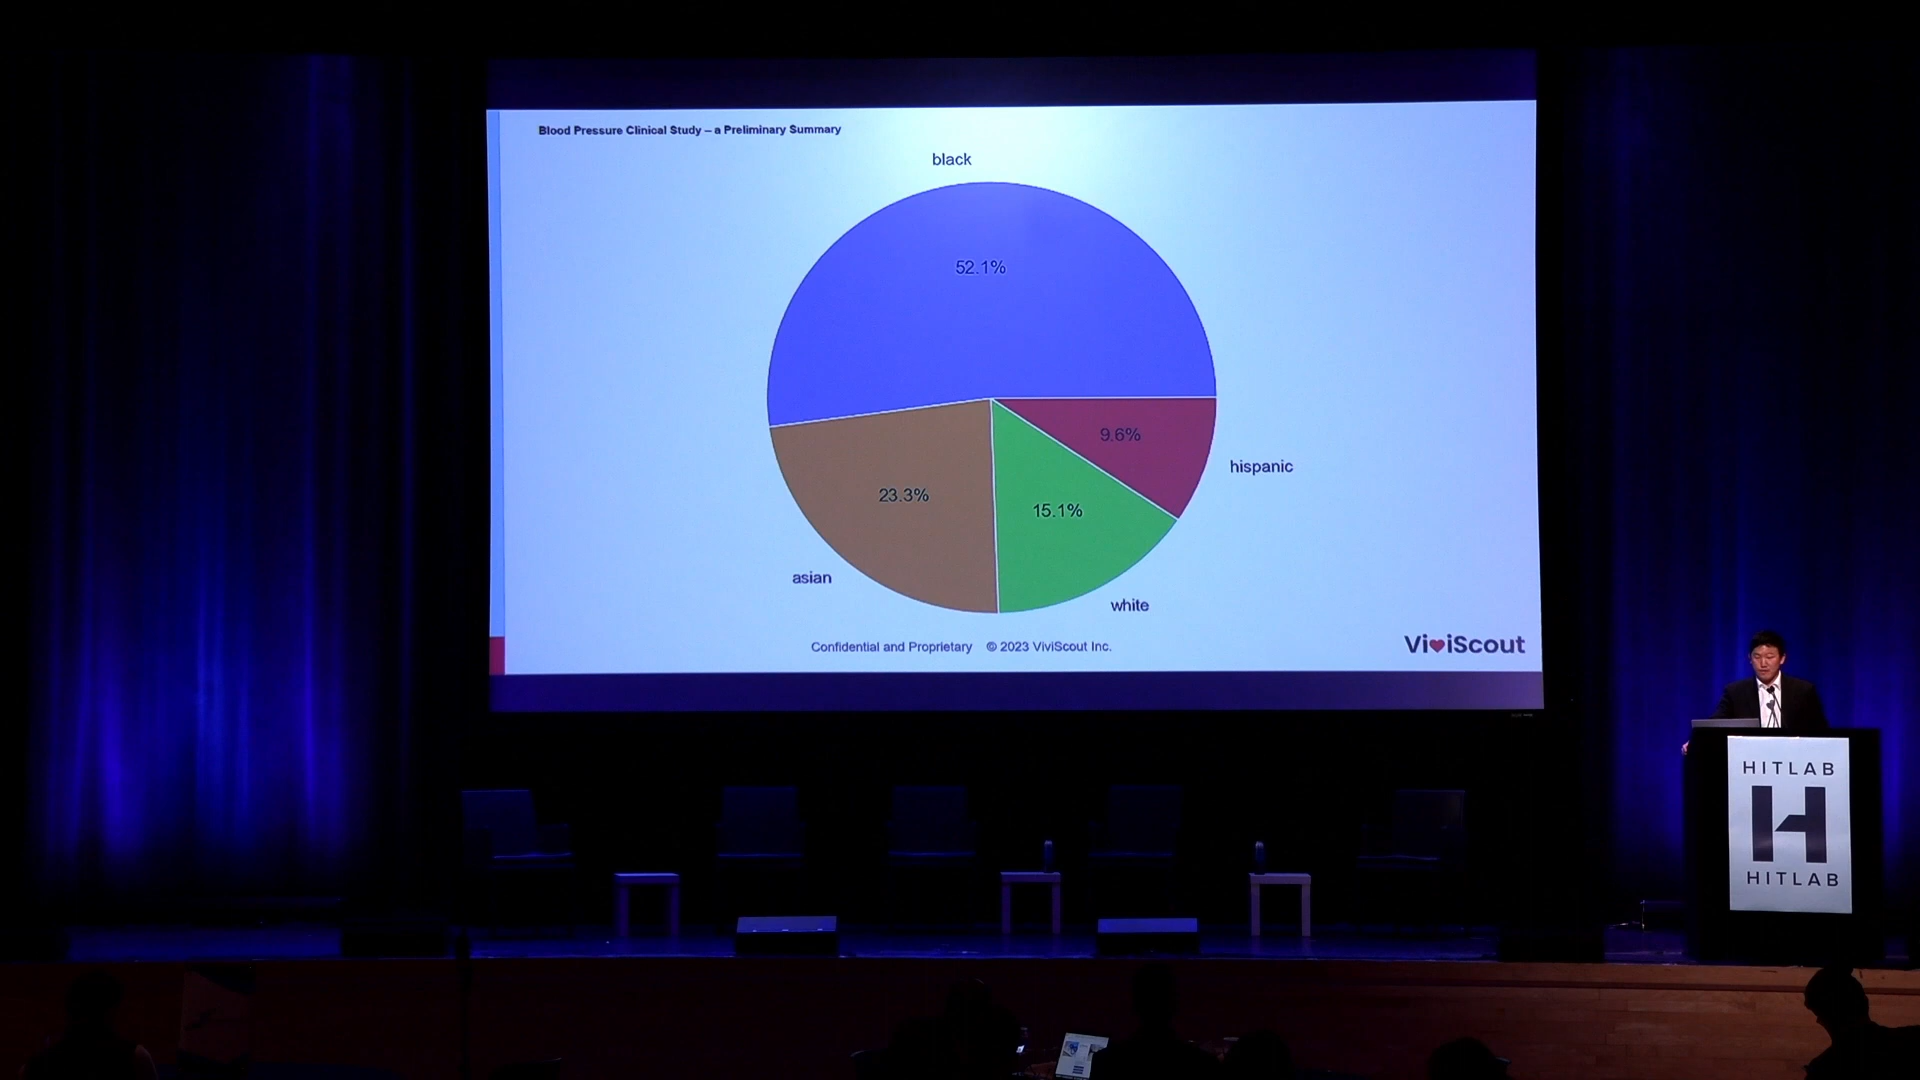 Blood Pressure Clinical Study – a Preliminary Summary
black
52.1%
9.6%
hispanic
23.3%
15.1%
asian
white
Confidential and Proprietary © 2023 ViviScout Inc.
ViviScout
HITLAB
H
HITLAB